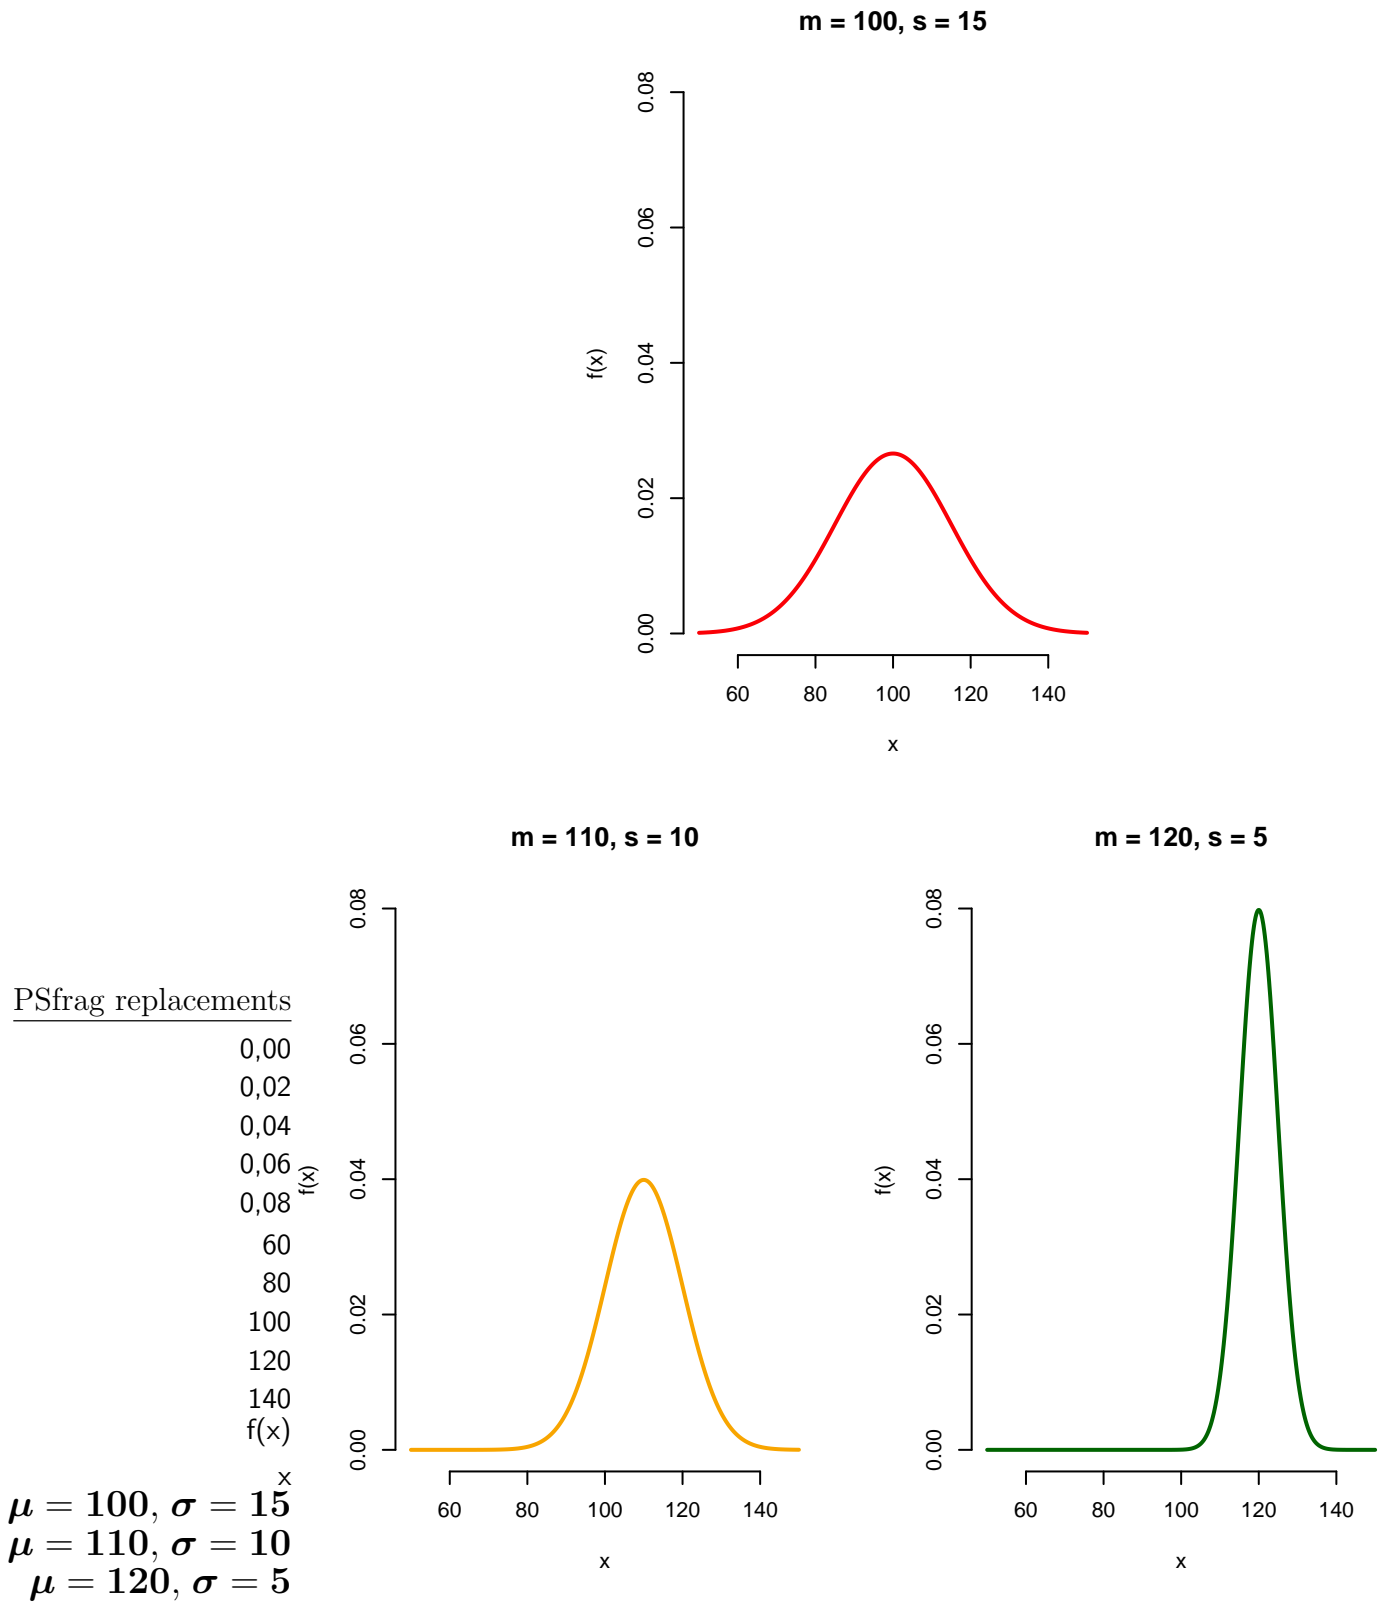 m = 100, s = 15
0.08
0.06
0.04
0.02
0.00
f(x)
60 80 100 120 140
x
m = 110, s = 10
0.08
0.06
0.04
0.02
0.00
f(x)
60 80 100 120 140
x
m = 120, s = 5
0.08
0.06
0.04
0.02
0.00
f(x)
60 80 100 120 140
x
PSfrag replacements
0,00
0,02
0,04
0,06
0,08
60
80
100
120
140
f(x)
x
μ = 100, σ = 15
μ = 110, σ = 10
μ = 120, σ = 5